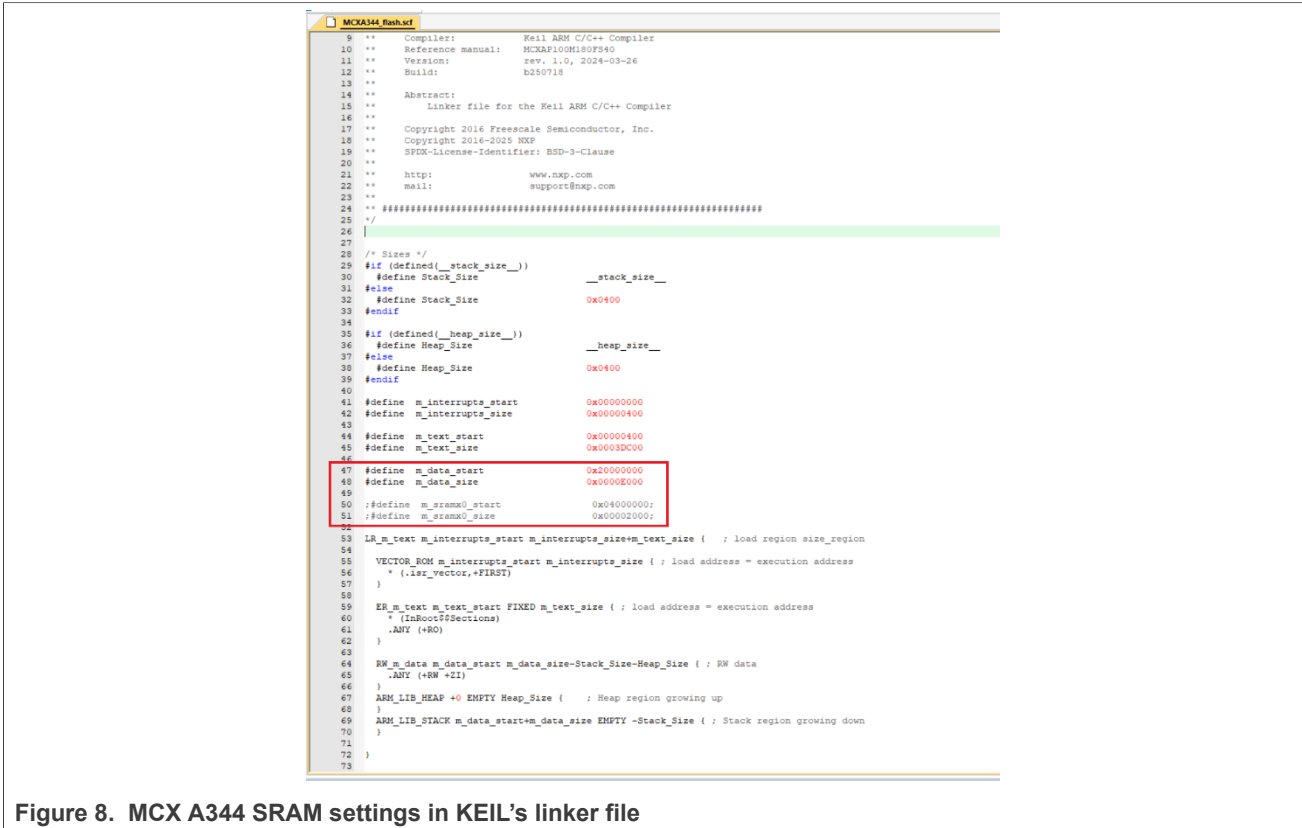 MCXA344_flash.scf
9 ** Compiler: Keil ARM C/C++ Compiler
10 ** Reference manual: MCXAP100M180FS40
11 ** Version: rev. 1.0, 2024-03-26
12 ** Build: b250718
13 **
14 ** Abstract:
15 ** Linker file for the Keil ARM C/C++ Compiler
16 **
17 ** Copyright 2016 Freescale Semiconductor, Inc.
18 ** Copyright 2016-2025 NXP
19 ** SPDX-License-Identifier: BSD-3-Clause
20 **
21 ** http: www.nxp.com
22 ** mail: support@nxp.com
23 **
24 ** ###################################################################
25 */
26
27
28 /* Sizes */
29 #if (defined(__stack_size__))
30 #define Stack_Size __stack_size__
31 #else
32 #define Stack_Size 0x0400
33 #endif
34
35 #if (defined(__heap_size__))
36 #define Heap_Size __heap_size__
37 #else
38 #define Heap_Size 0x0400
39 #endif
40
41 #define m_interrupts_start 0x00000000
42 #define m_interrupts_size 0x00000400
43
44 #define m_text_start 0x00000400
45 #define m_text_size 0x0003DC00
46
47 #define m_data_start 0x20000000
48 #define m_data_size 0x0000E000
49
50 ;#define m_sramx0_start 0x04000000;
51 ;#define m_sramx0_size 0x00002000;
52
53 LR_m_text m_interrupts_start m_interrupts_size+m_text_size { ; load region size_region
54
55 VECTOR_ROM m_interrupts_start m_interrupts_size { ; load address = execution address
56 * (.isr_vector,+FIRST)
57 }
58
59 ER_m_text m_text_start FIXED m_text_size { ; load address = execution address
60 * (InRoot$$Sections)
61 .ANY (+RO)
62 }
63
64 RW_m_data m_data_start m_data_size-Stack_Size-Heap_Size { ; RW data
65 .ANY (+RW +ZI)
66 }
67 ARM_LIB_HEAP +0 EMPTY Heap_Size { ; Heap region growing up
68 }
69 ARM_LIB_STACK m_data_start+m_data_size EMPTY -Stack_Size { ; Stack region growing down
70 }
71
72 }
73
Figure 8. MCX A344 SRAM settings in KEIL's linker file